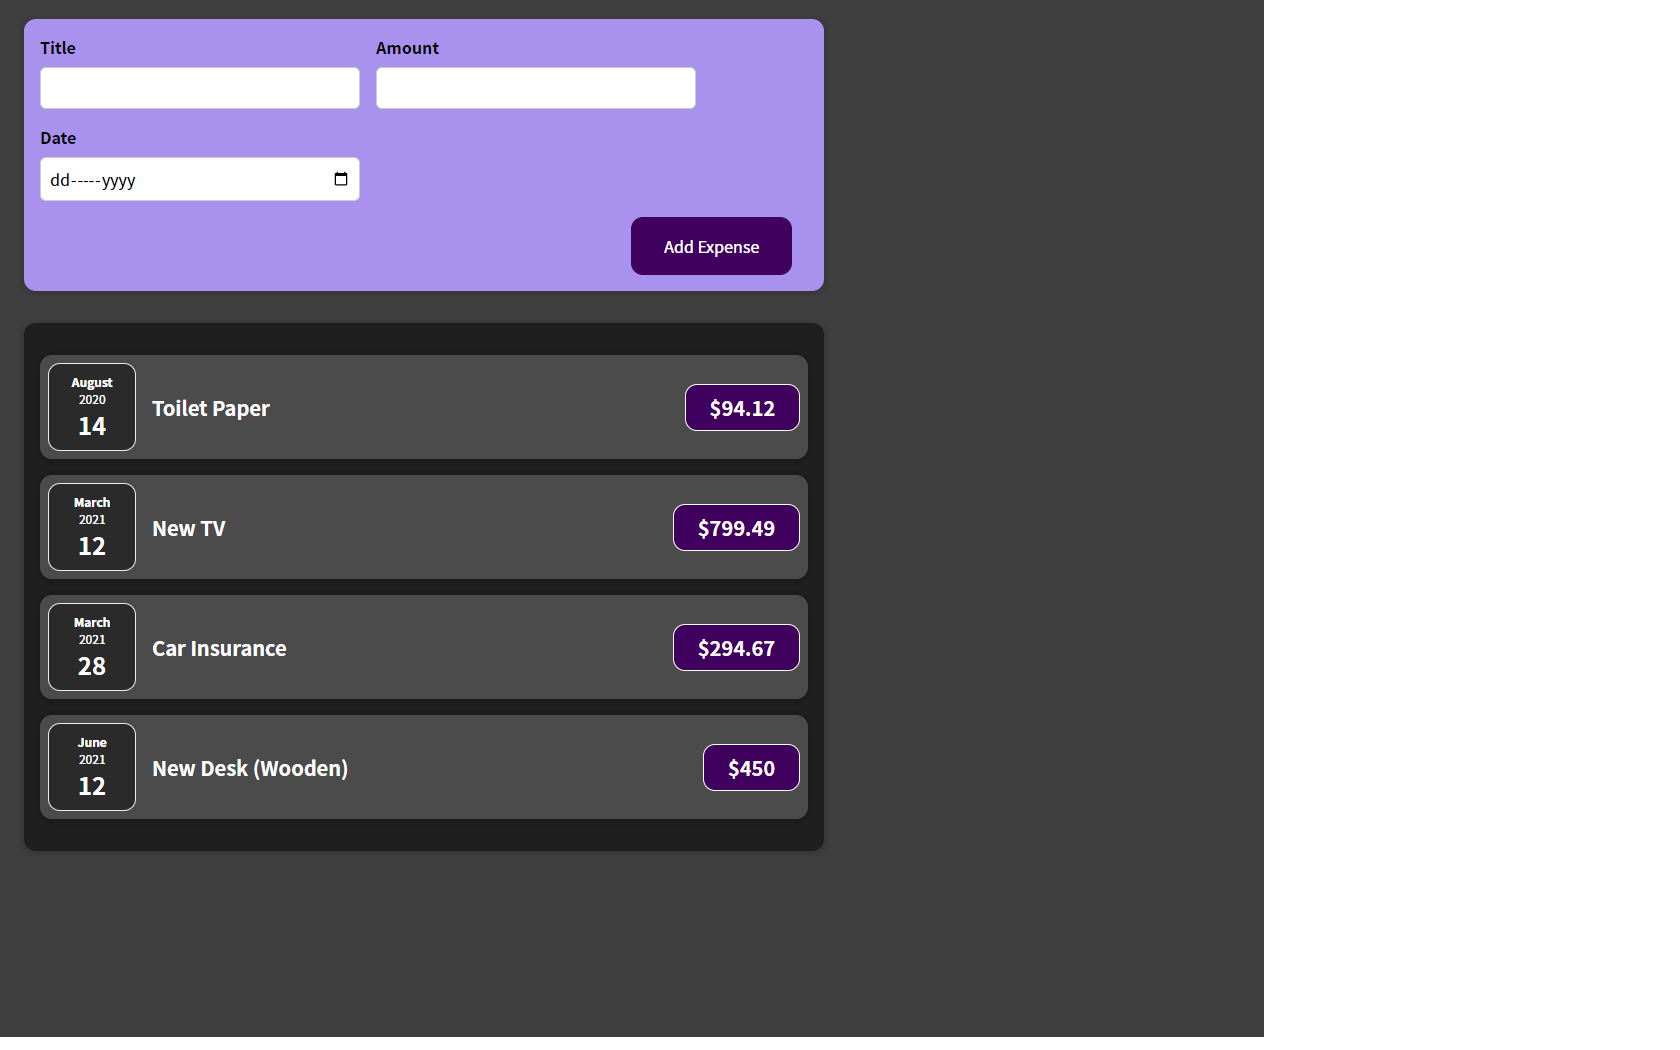 Title
Amount
Date
dd-----yyyy
Add Expense
August
2020
14
Toilet Paper
$94.12
March
2021
12
New TV
$799.49
March
2021
28
Car Insurance
$294.67
June
2021
12
New Desk (Wooden)
$450